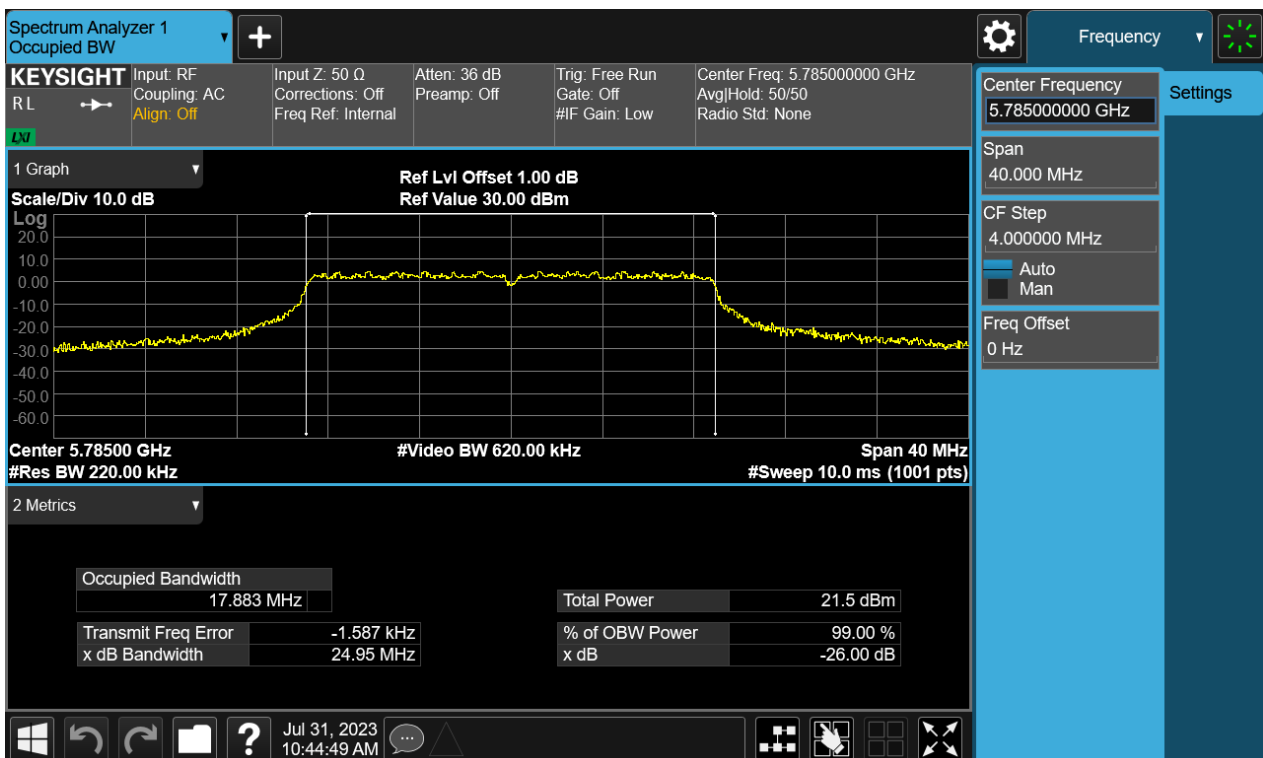 Spectrum Analyzer 1
Occupied BW
Frequency
KEYSIGHT
R L
LXI
Input: RF
Coupling: AC
Align: Off
Input Z: 50 Ω
Corrections: Off
Freq Ref: Internal
Atten: 36 dB
Preamp: Off
Trig: Free Run
Gate: Off
#IF Gain: Low
Center Freq: 5.785000000 GHz
Avg|Hold: 50/50
Radio Std: None
Center Frequency
5.785000000 GHz
Settings
Span
40.000 MHz
CF Step
4.000000 MHz
Auto
Man
Freq Offset
0 Hz
1 Graph
Ref Lvl Offset 1.00 dB
Scale/Div 10.0 dB
Ref Value 30.00 dBm
Log
20.0
10.0
0.00
-10.0
-20.0
-30.0
-40.0
-50.0
-60.0
Center 5.78500 GHz
#Video BW 620.00 kHz
Span 40 MHz
#Res BW 220.00 kHz
#Sweep 10.0 ms (1001 pts)
2 Metrics
Occupied Bandwidth
17.883 MHz
Total Power 21.5 dBm
Transmit Freq Error -1.587 kHz
% of OBW Power 99.00 %
x dB Bandwidth 24.95 MHz
x dB -26.00 dB
?
Jul 31, 2023
10:44:49 AM